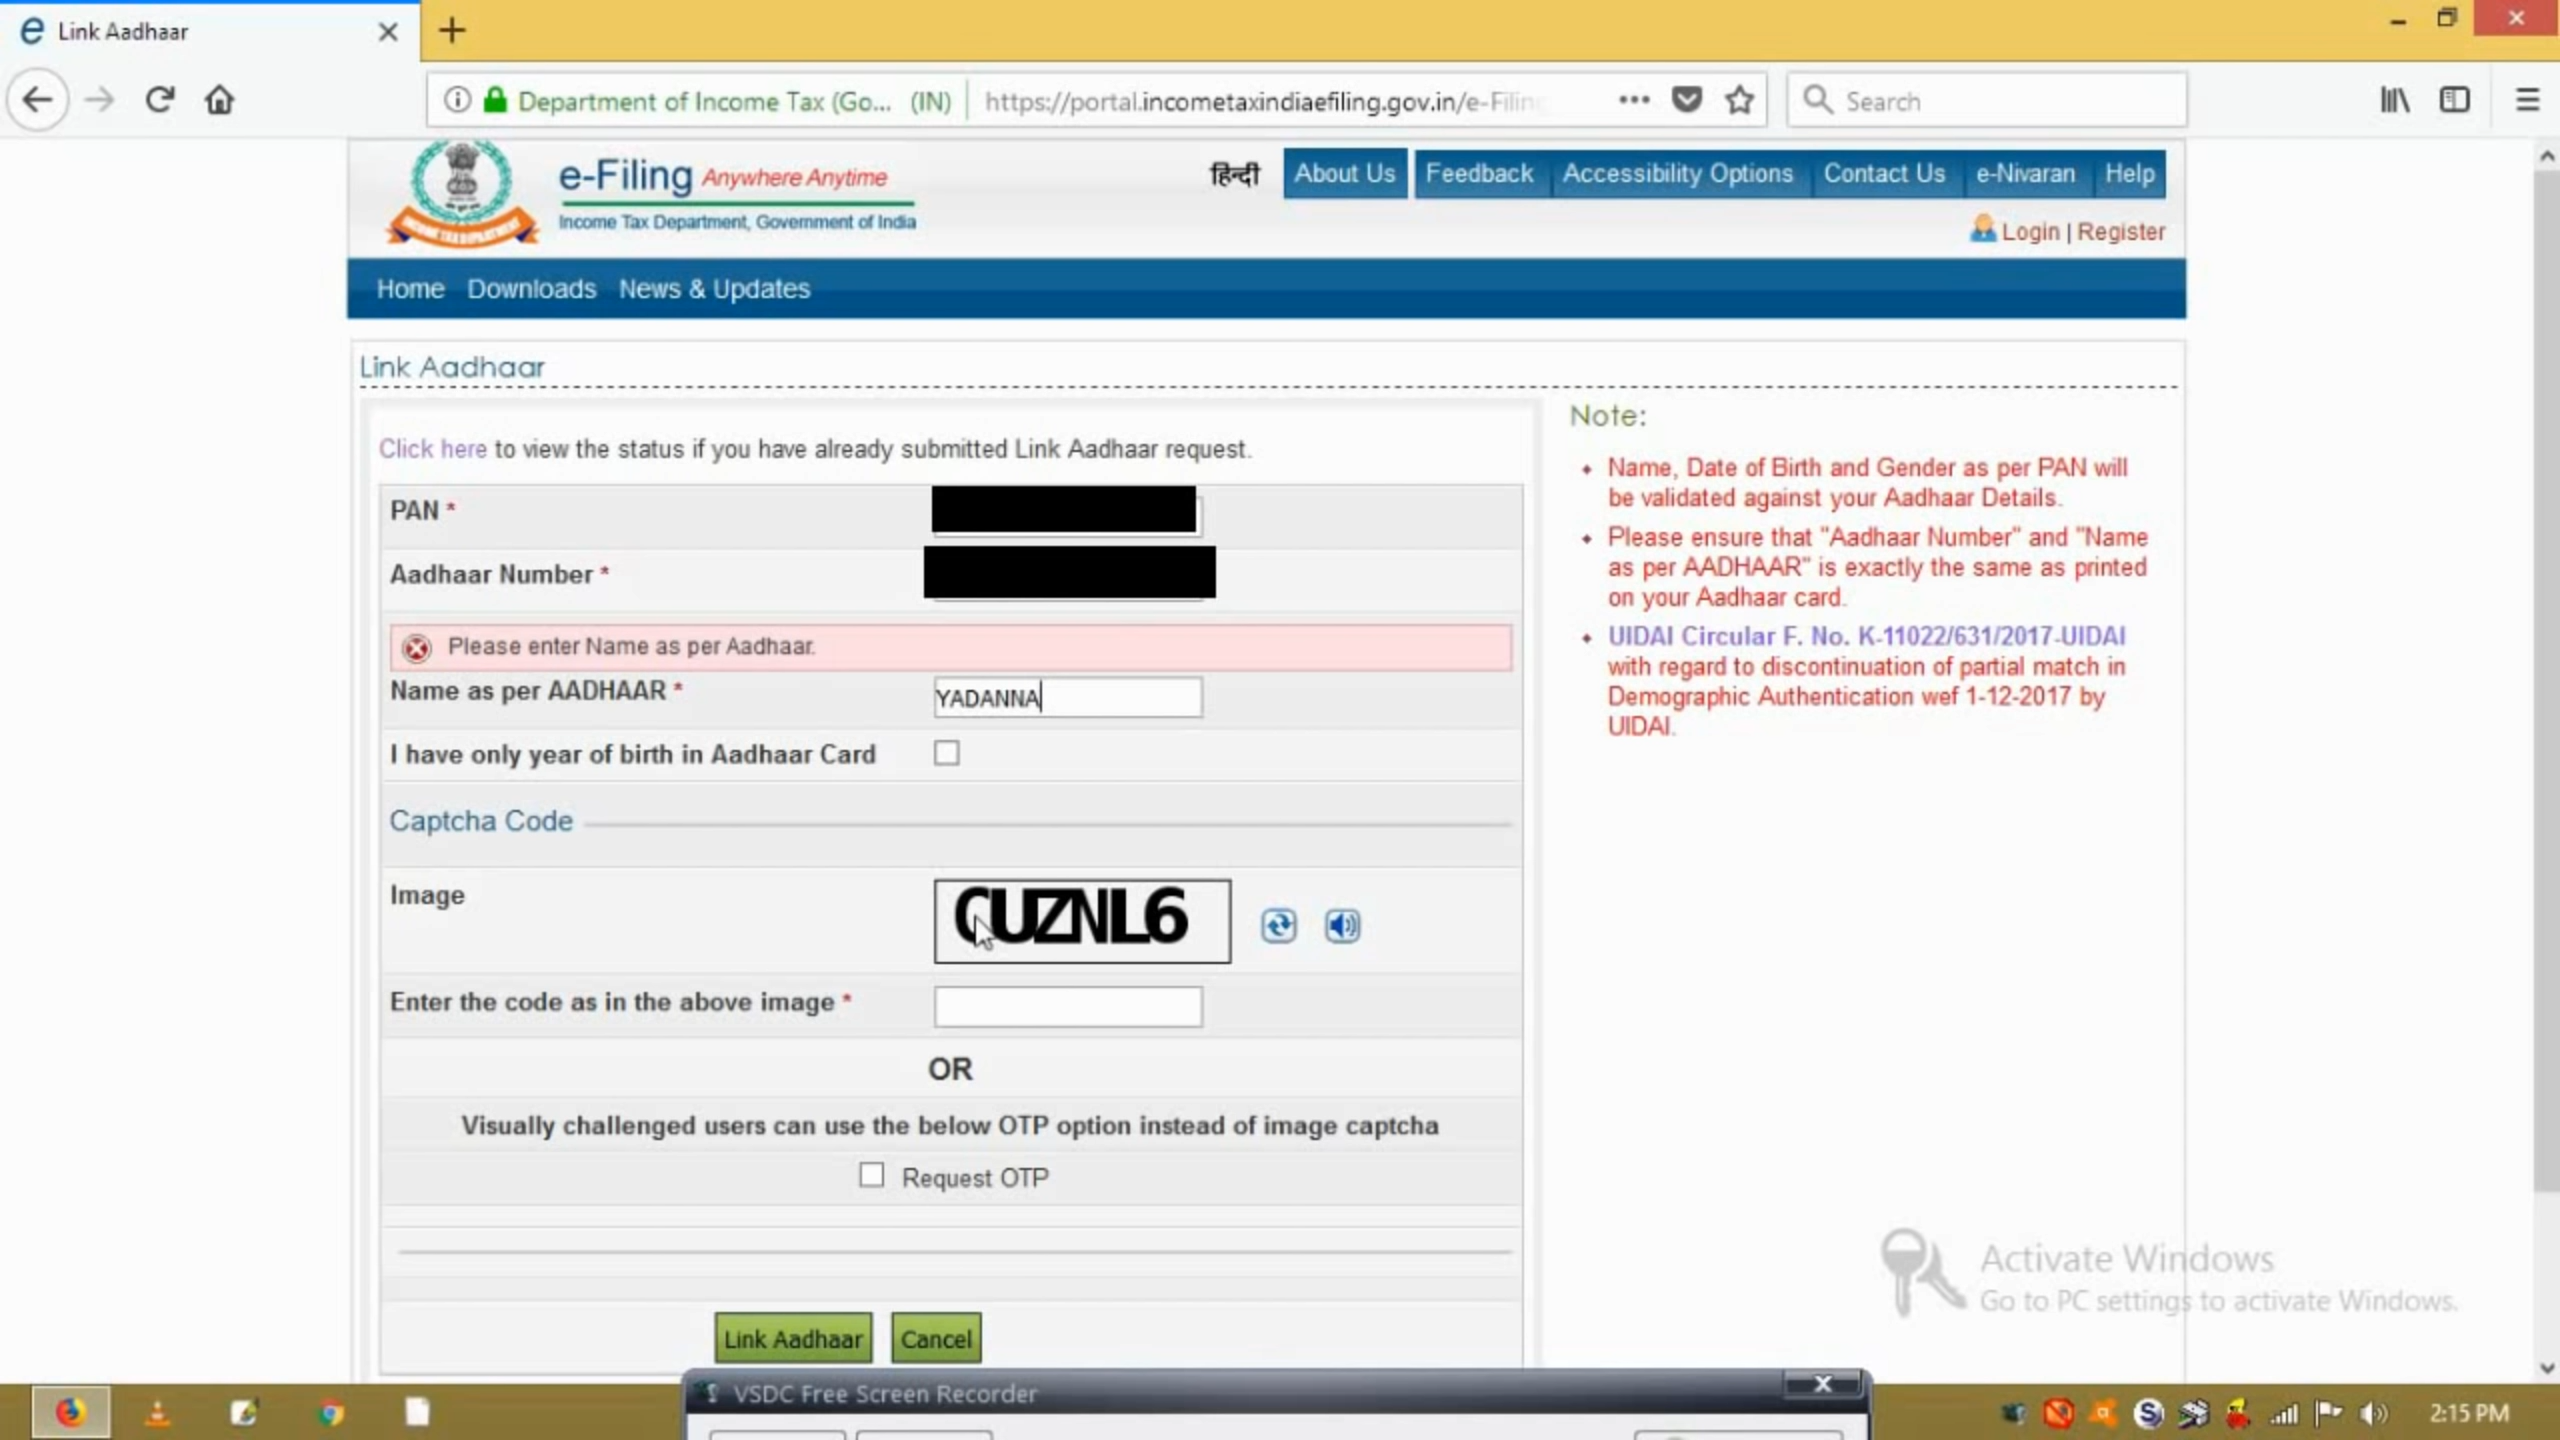 Link Aadhaar
Department of Income Tax (Go... (IN)
https://portal.incometaxindiaefiling.gov.in/e-Filin
Search
e-Filing Anywhere Anytime
Income Tax Department, Government of India
हिन्दी About Us Feedback Accessibility Options Contact Us e-Nivaran Help
Login | Register
Home Downloads News & Updates
Link Aadhaar
Click here to view the status if you have already submitted Link Aadhaar request.
PAN *
Aadhaar Number *
Please enter Name as per Aadhaar.
Name as per AADHAAR * YADANNA
I have only year of birth in Aadhaar Card
Captcha Code
Image
UZNL6
Enter the code as in the above image *
OR
Visually challenged users can use the below OTP option instead of image captcha
Request OTP
Link Aadhaar Cancel
Note:
Name, Date of Birth and Gender as per PAN will
be validated against your Aadhaar Details.
Please ensure that "Aadhaar Number" and "Name
as per AADHAAR" is exactly the same as printed
on your Aadhaar card.
UIDAI Circular F. No. K-11022/631/2017-UIDAI
with regard to discontinuation of partial match in
Demographic Authentication wef 1-12-2017 by
UIDAI.
Activate Windows
Go to PC settings to activate Windows.
VSDC Free Screen Recorder
2:15 PM